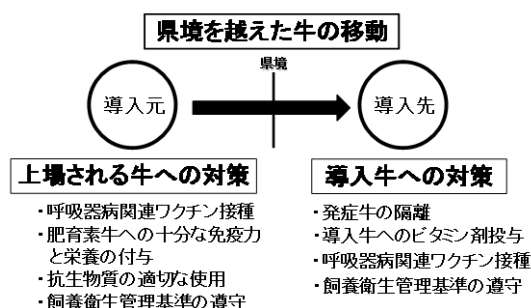 県境を越えた牛の移動
県境
導入元
導入先
上場される牛への対策
・呼吸器病関連ワクチン接種
・肥育素牛への十分な免疫力
と栄養の付与
・抗生物質の適切な使用
・飼養衛生管理基準の遵守
導入牛への対策
・発症牛の隔離
・導入牛へのビタミン剤投与
・呼吸器病関連ワクチン接種
・飼養衛生管理基準の遵守